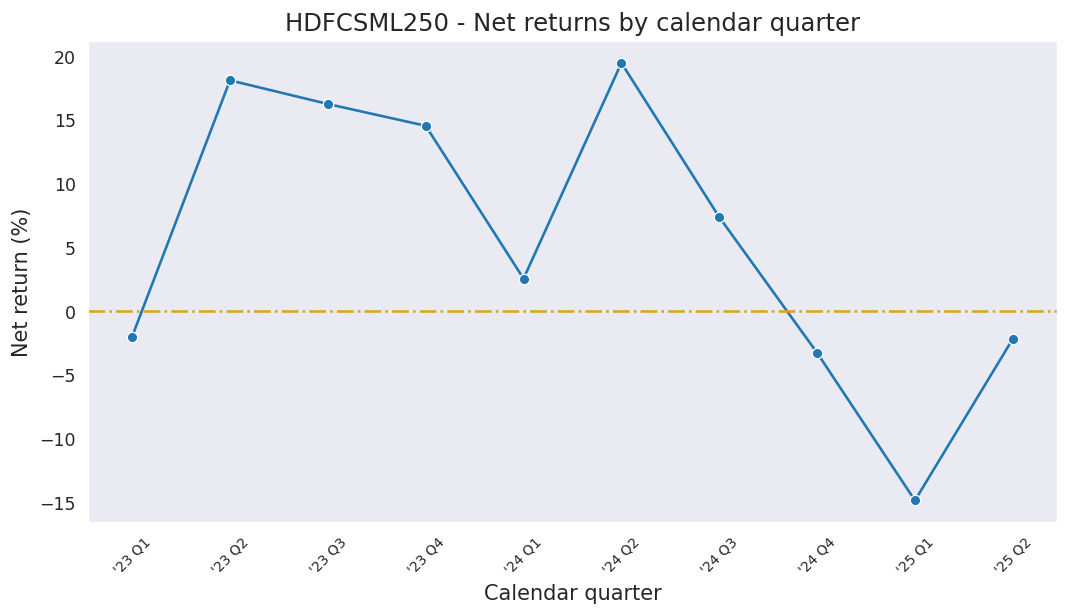 HDFCSML250 - Net returns by calendar quarter
Net return (%)
20
15
10
5
0
−5
−10
−15
'23 Q1
'23 Q2
'23 Q3
'23 Q4
'24 Q1
'24 Q2
'24 Q3
'24 Q4
'25 Q1
'25 Q2
Calendar quarter